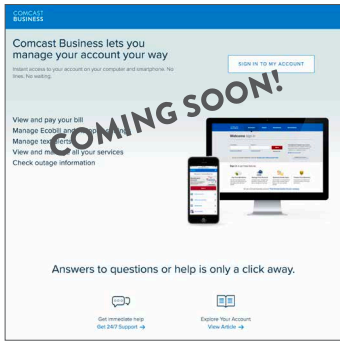 COMCAST
BUSINESS
Comcast Business lets you
manage your account your way
Instant access to your account on your computer and smartphone. No
lines. No waiting.
SIGN IN TO MY ACCOUNT
COMING SOON!
View and pay your bill
Manage Ecobill and
Manage text alerts
View and manage all your services
Check outage information
Answers to questions or help is only a click away.
Get immediate help
Get 24/7 Support →
Explore Your Account
View Article →